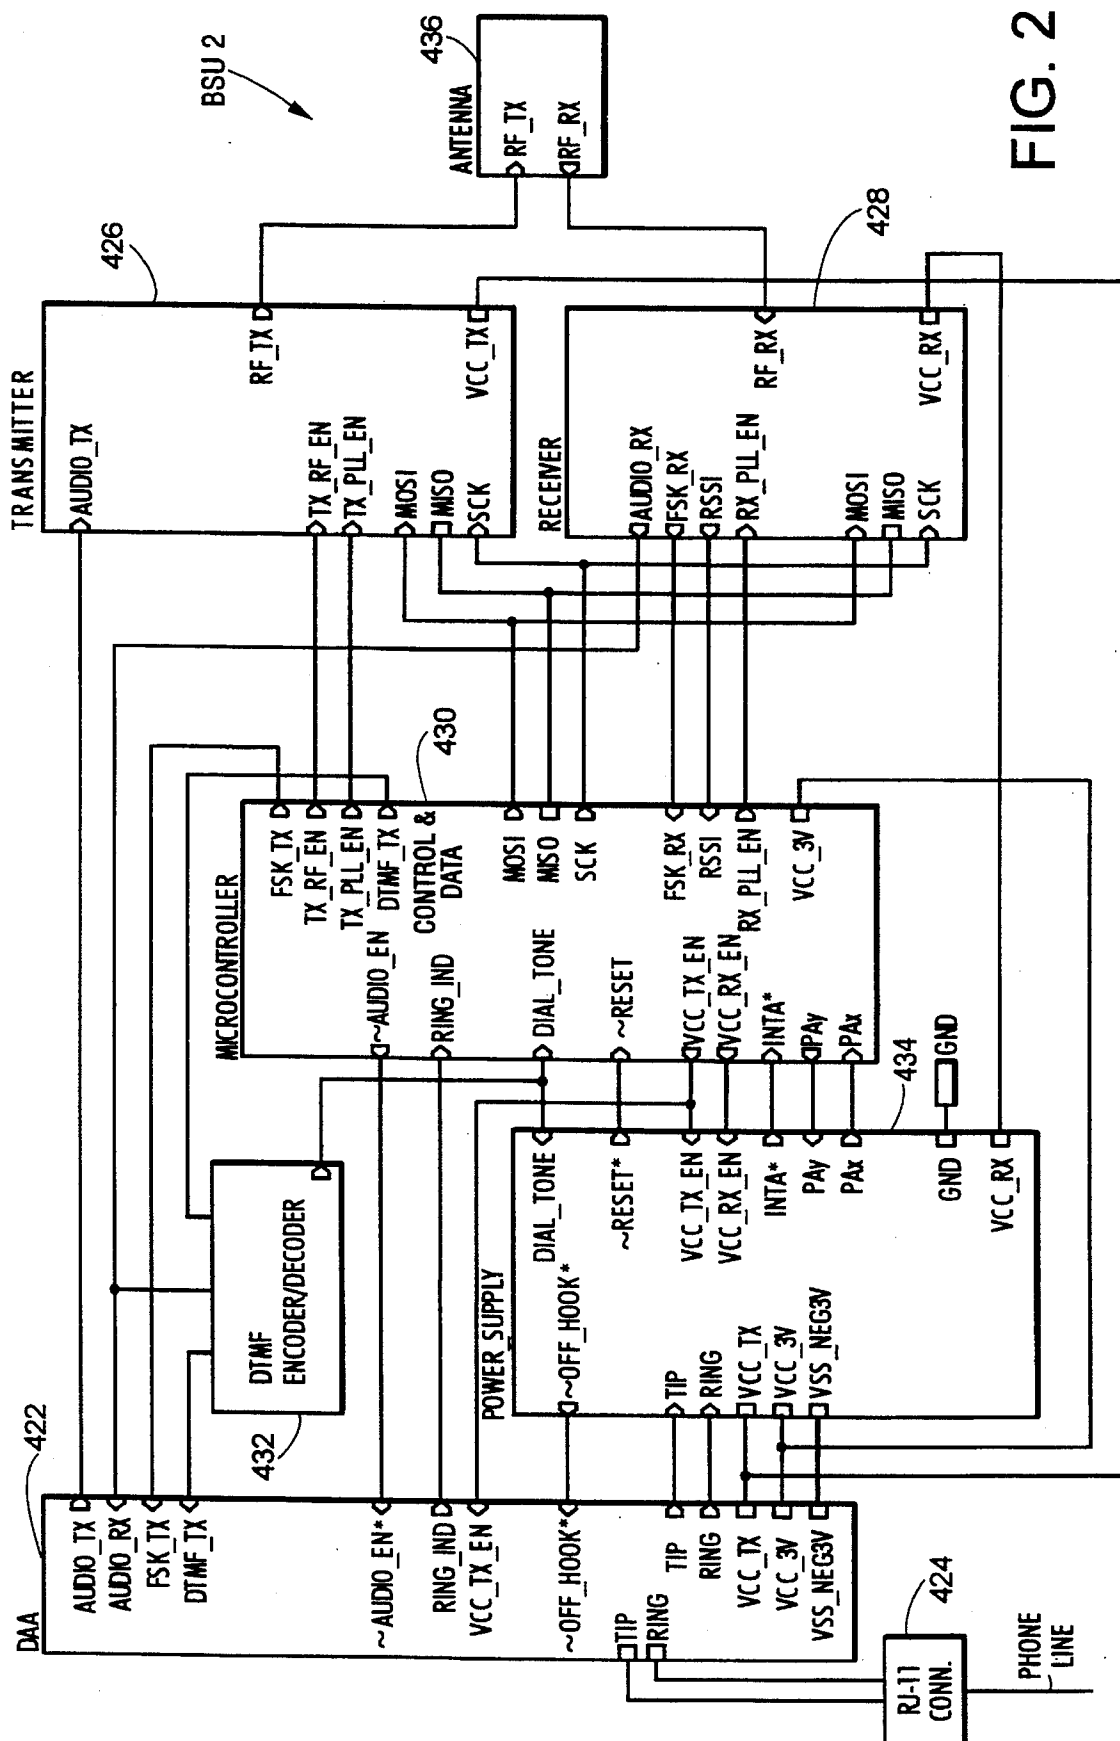 BSU 2
FIG. 2
DAA
422
AUDIO_TX
AUDIO_RX
FSK_TX
DTMF_TX
~AUDIO_EN*
RING_IND
VCC_TX_EN
~OFF_HOOK*
TIP
RING
VCC_TX
VCC_3V
VSS_NEG3V
TIP
RING
424
RJ-11
CONN.
PHONE
LINE
432
DTMF
ENCODER/DECODER
POWER SUPPLY
~OFF_HOOK*
TIP
RING
VCC_TX
VCC_3V
VSS_NEG3V
DIAL_TONE
~RESET*
VCC_TX_EN
VCC_RX_EN
INTA*
PAy
PAx
GND
VCC_RX
434
GND
MICROCONTROLLER
430
~AUDIO_EN
RING_IND
DIAL_TONE
~RESET
VCC_TX_EN
VCC_RX_EN
INTA*
PAy
PAx
FSK_TX
TX_RF_EN
TX_PLL_EN
DTMF_TX
CONTROL &
DATA
MOSI
MISO
SCK
FSK_RX
RSSI
RX_PLL_EN
VCC_3V
TRANSMITTER
426
AUDIO_TX
TX_RF_EN
TX_PLL_EN
MOSI
MISO
SCK
RF_TX
VCC_TX
RECEIVER
428
AUDIO_RX
FSK_RX
RSSI
RX_PLL_EN
MOSI
MISO
SCK
RF_RX
VCC_RX
ANTENNA
436
RF_TX
RF_RX